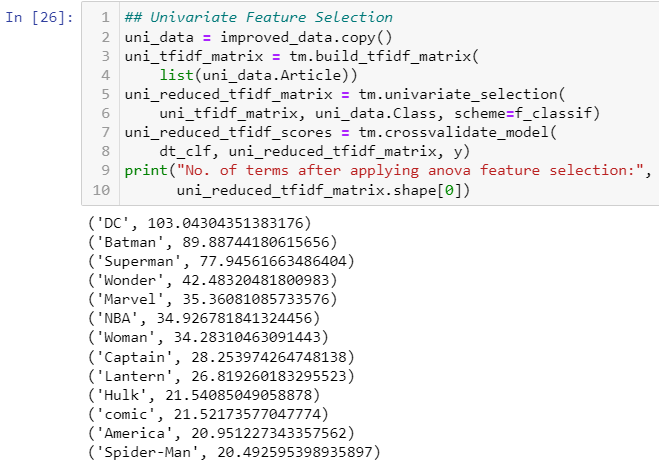 In [26]:
1 ## Univariate Feature Selection
2 uni_data = improved_data.copy()
3 uni_tfidf_matrix = tm.build_tfidf_matrix(
4     list(uni_data.Article))
5 uni_reduced_tfidf_matrix = tm.univariate_selection(
6     uni_tfidf_matrix, uni_data.Class, scheme=f_classif)
7 uni_reduced_tfidf_scores = tm.crossvalidate_model(
8     dt_clf, uni_reduced_tfidf_matrix, y)
9 print("No. of terms after applying anova feature selection:",
10       uni_reduced_tfidf_matrix.shape[0])
('DC', 103.04304351383176)
('Batman', 89.88744180615656)
('Superman', 77.94561663486404)
('Wonder', 42.48320481800983)
('Marvel', 35.36081085733576)
('NBA', 34.926781841324456)
('Woman', 34.28310463091443)
('Captain', 28.253974264748138)
('Lantern', 26.819260183295523)
('Hulk', 21.54085049058878)
('comic', 21.52173577047774)
('America', 20.951227343357562)
('Spider-Man', 20.492595398935897)